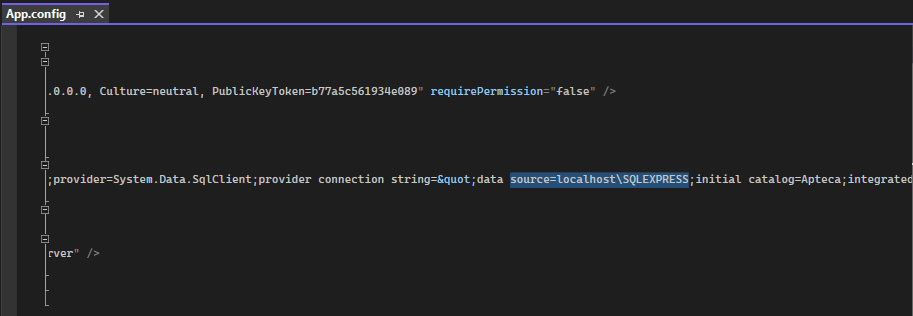 App.config
.0.0.0, Culture=neutral, PublicKeyToken=b77a5c561934e089" requirePermission="false" />
;provider=System.Data.SqlClient;provider connection string=&quot;data source=localhost\SQLEXPRESS;initial catalog=Apteca;integrated
rver" />